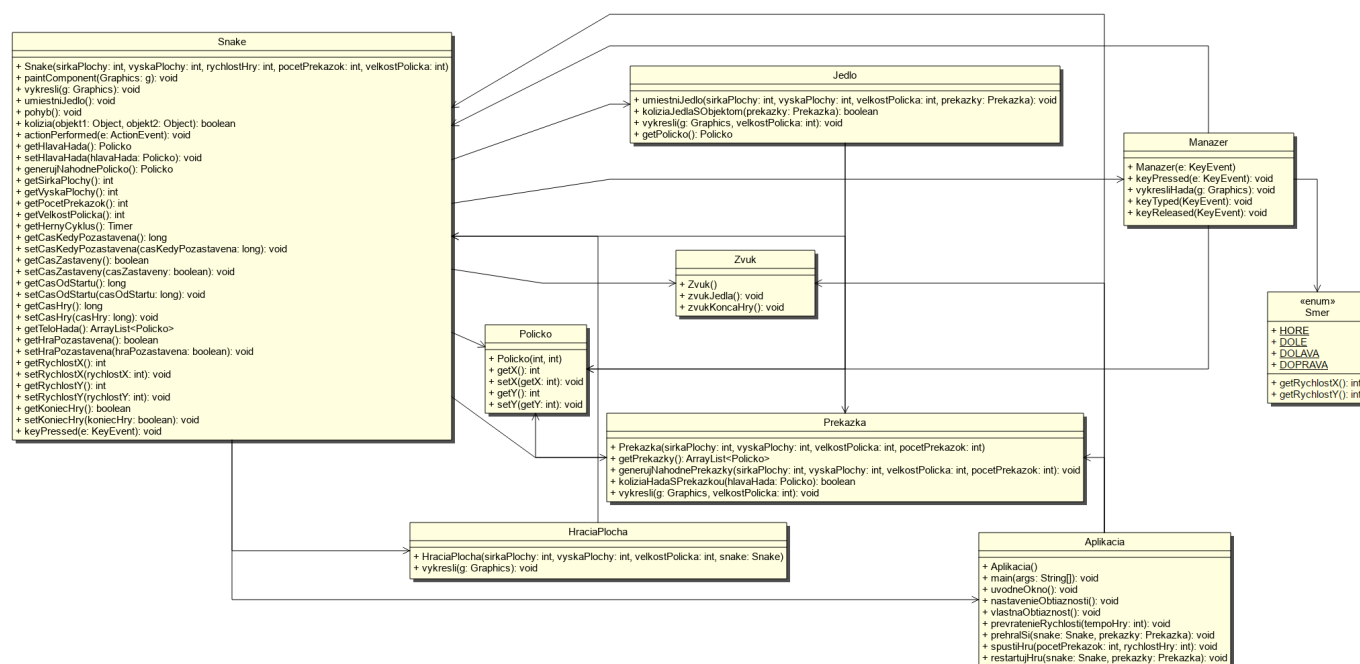 Snake
+ Snake(sirkaPlochy: int, vyskaPlochy: int, rychlostHry: int, pocetPrekazok: int, velkostPolicka: int)
+ paintComponent(Graphics: g): void
+ vykresli(g: Graphics): void
+ umiestniJedlo(): void
+ pohyb(): void
+ kolizia(objekt1: Object, objekt2: Object): boolean
+ actionPerformed(e: ActionEvent): void
+ getHlavaHada(): Policko
+ setHlavaHada(hlavaHada: Policko): void
+ generujNahodnePolicko(): Policko
+ getSirkaPlochy(): int
+ getVyskaPlochy(): int
+ getPocetPrekazok(): int
+ getVelkostPolicka(): int
+ getHernyCyklus(): Timer
+ getCasKedyPozastavena(): long
+ setCasKedyPozastavena(casKedyPozastavena: long): void
+ getCasZastaveny(): boolean
+ setCasZastaveny(casZastaveny: boolean): void
+ getCasOdStartu(): long
+ setCasOdStartu(casOdStartu: long): void
+ getCasHry(): long
+ setCasHry(casHry: long): void
+ getTeloHada(): ArrayList<Policko>
+ getHraPozastavena(): boolean
+ setHraPozastavena(hraPozastavena: boolean): void
+ getRychlostX(): int
+ setRychlostX(rychlostX: int): void
+ getRychlostY(): int
+ setRychlostY(rychlostY: int): void
+ getKoniecHry(): boolean
+ setKoniecHry(koniecHry: boolean): void
+ keyPressed(e: KeyEvent): void
Jedlo
+ umiestniJedlo(sirkaPlochy: int, vyskaPlochy: int, velkostPolicka: int, prekazky: Prekazka): void
+ koliziaJedlaSObjektom(prekazky: Prekazka): boolean
+ vykresli(g: Graphics, velkostPolicka: int): void
+ getPolicko(): Policko
Manazer
+ Manazer(e: KeyEvent)
+ keyPressed(e: KeyEvent): void
+ vykresliHada(g: Graphics): void
+ keyTyped(KeyEvent): void
+ keyReleased(KeyEvent): void
Zvuk
+ Zvuk()
+ zvukJedla(): void
+ zvukKoncaHry(): void
«enum»
Smer
+ HORE
+ DOLE
+ DOLAVA
+ DOPRAVA
+ getRychlostX(): int
+ getRychlostY(): int
Policko
+ Policko(int, int)
+ getX(): int
+ setX(getX: int): void
+ getY(): int
+ setY(getY: int): void
Prekazka
+ Prekazka(sirkaPlochy: int, vyskaPlochy: int, velkostPolicka: int, pocetPrekazok: int)
+ getPrekazky(): ArrayList<Policko>
+ generujNahodnePrekazky(sirkaPlochy: int, vyskaPlochy: int, velkostPolicka: int, pocetPrekazok: int): void
+ koliziaHadaSPrekazkou(hlavaHada: Policko): boolean
+ vykresli(g: Graphics, velkostPolicka: int): void
HraciaPlocha
+ HraciaPlocha(sirkaPlochy: int, vyskaPlochy: int, velkostPolicka: int, snake: Snake)
+ vykresli(g: Graphics): void
Aplikacia
+ Aplikacia()
+ main(args: String[]): void
+ uvodneOkno(): void
+ nastavenieObtiaznosti(): void
+ vlastnaObtiaznost(): void
+ prevratenieRychlosti(tempoHry: int): void
+ prehralSi(snake: Snake, prekazky: Prekazka): void
+ spustiHru(pocetPrekazok: int, rychlostHry: int): void
+ restartujHru(snake: Snake, prekazky: Prekazka): void